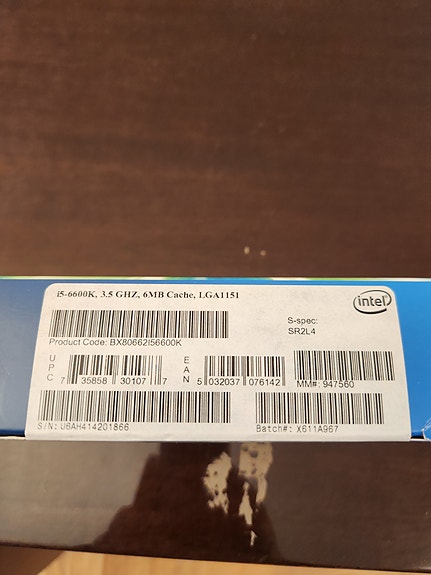 i5-6600K, 3.5 GHZ, 6MB Cache, LGA1151
intel
S-spec:
SR2L4
Product Code: BX80662I56600K
UPC
7 35858 30107 7
EAN
5 032037 076142
MM#: 947560
S/N: U6AH414201866
Batch#: X611A967